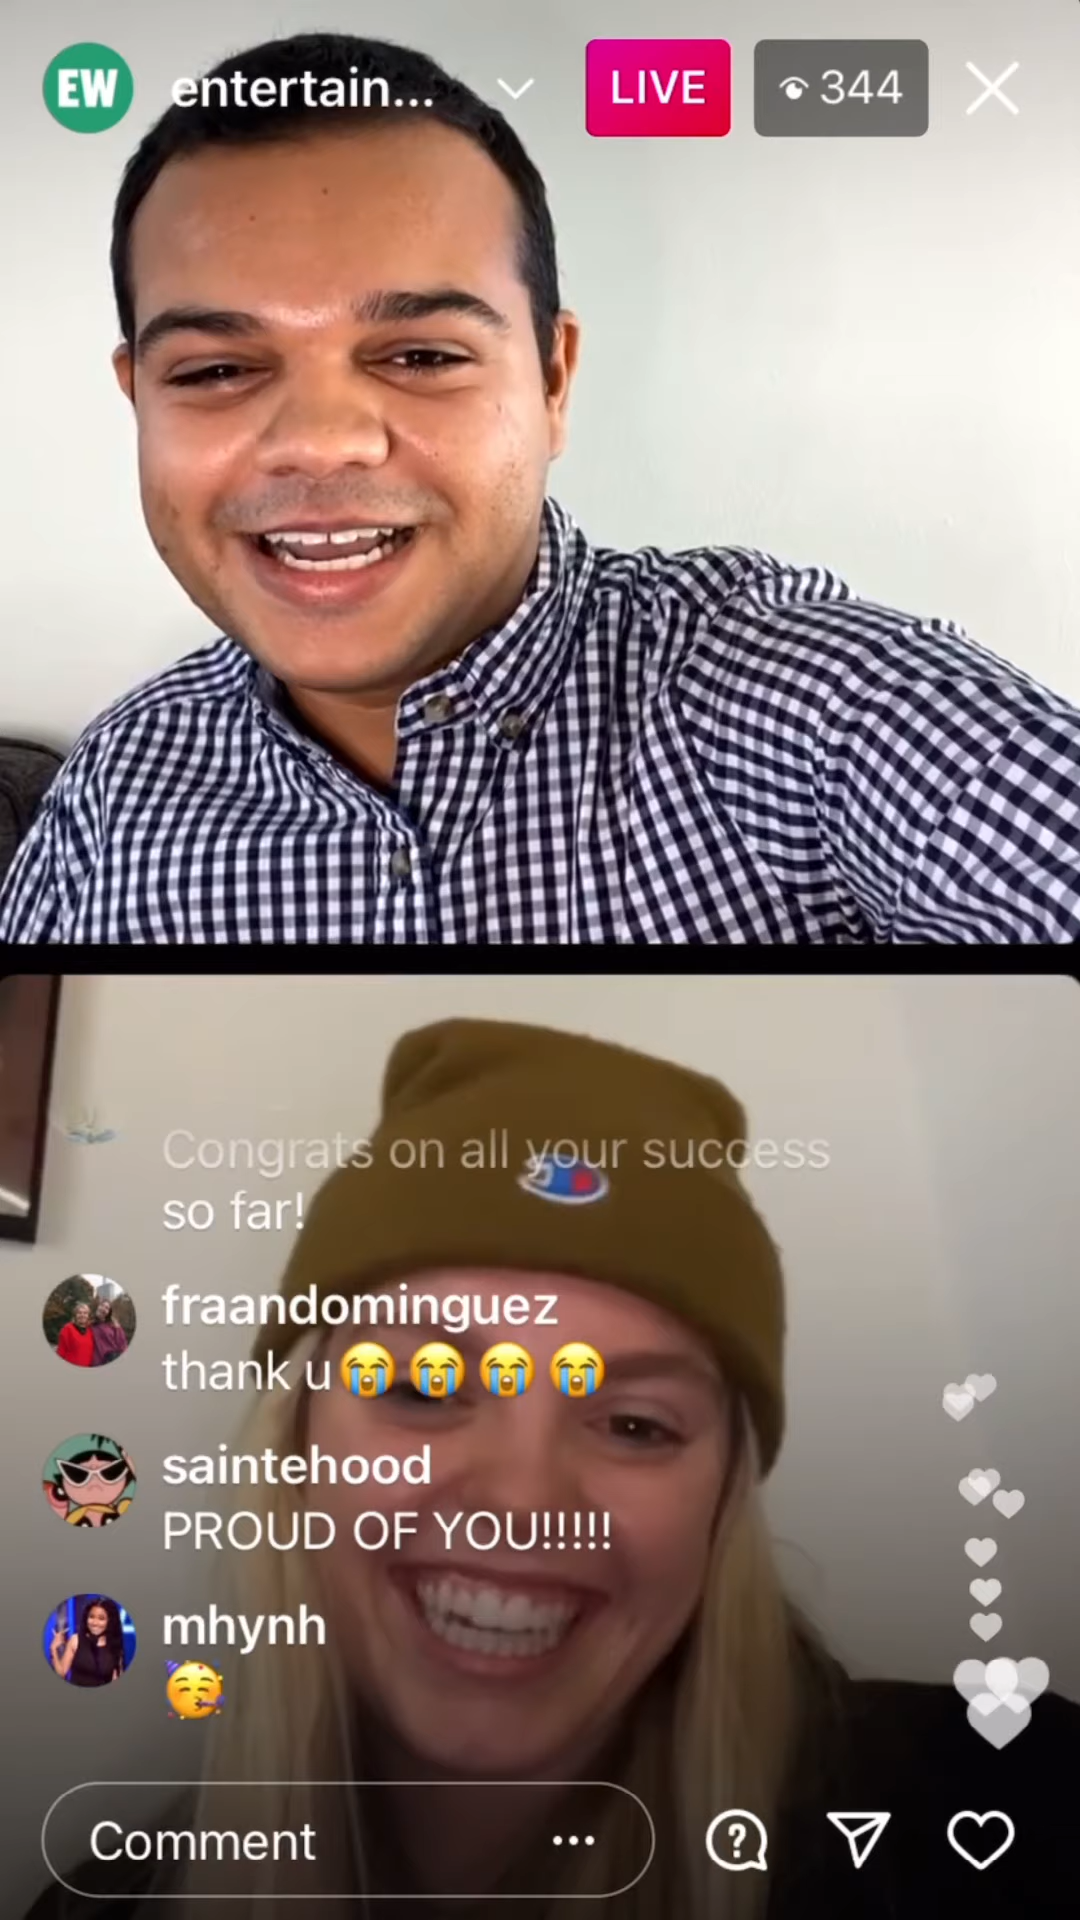 EW entertain... LIVE 344
Congrats on all your success
so far!
fraandominguez
thank u😭😭😭😭
saintehood
PROUD OF YOU!!!!!
mhynh
🥳
Comment